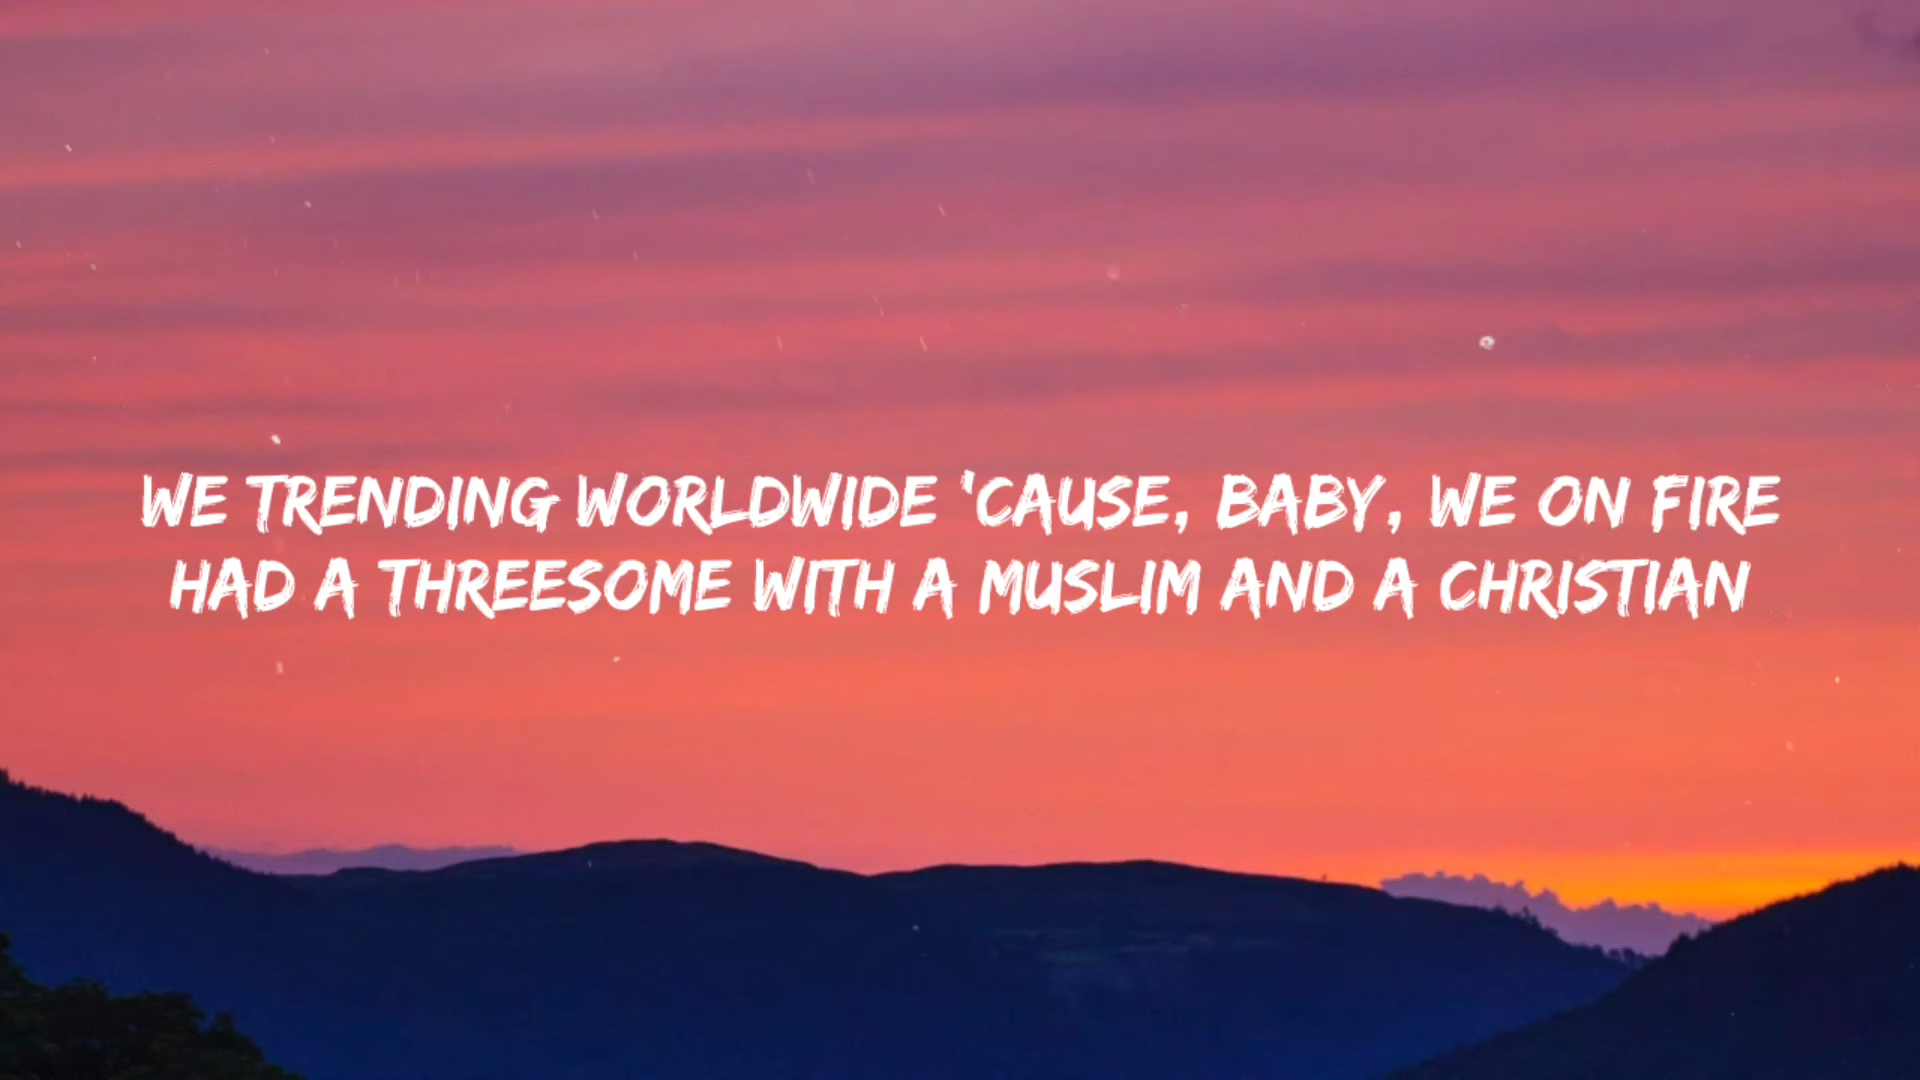 WE TRENDING WORLDWIDE 'CAUSE, BABY, WE ON FIRE
HAD A THREESOME WITH A MUSLIM AND A CHRISTIAN